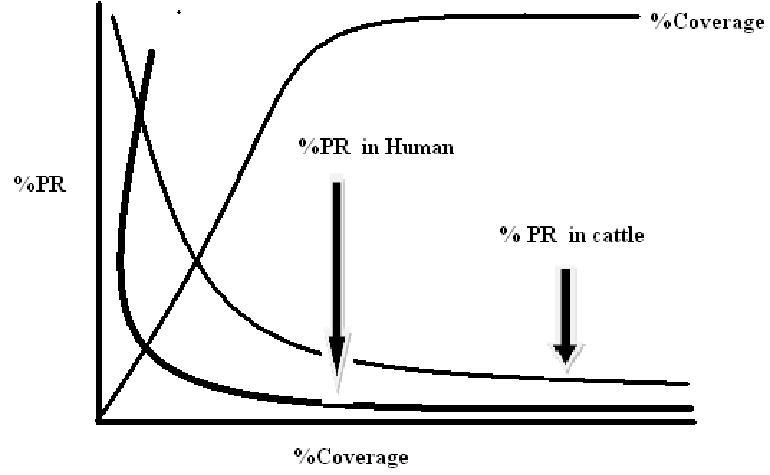 %Coverage
%PR in Human
%PR
% PR in cattle
%Coverage